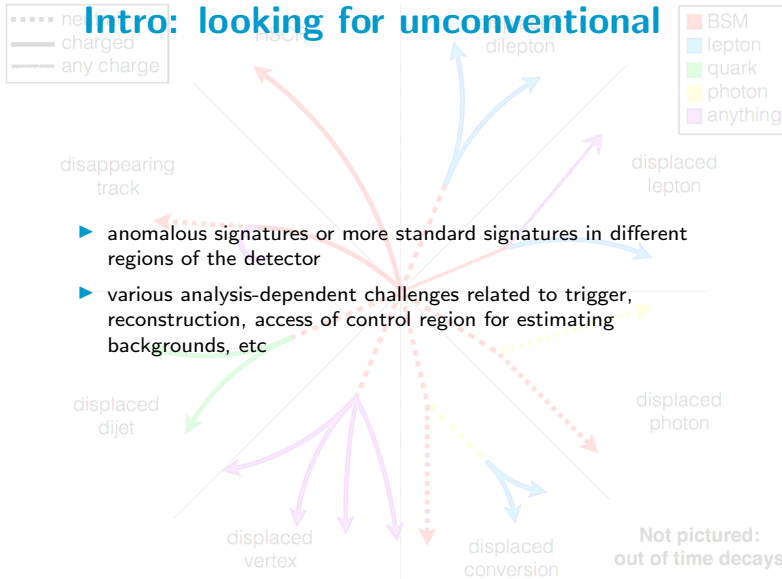 Intro: looking for unconventional
charged
any charge
dilepton
BSM
lepton
quark
photon
anything
disappearing
track
displaced
lepton
▶ anomalous signatures or more standard signatures in different
regions of the detector
▶ various analysis-dependent challenges related to trigger,
reconstruction, access of control region for estimating
backgrounds, etc
displaced
dijet
displaced
photon
displaced
vertex
displaced
conversion
Not pictured:
out of time decays